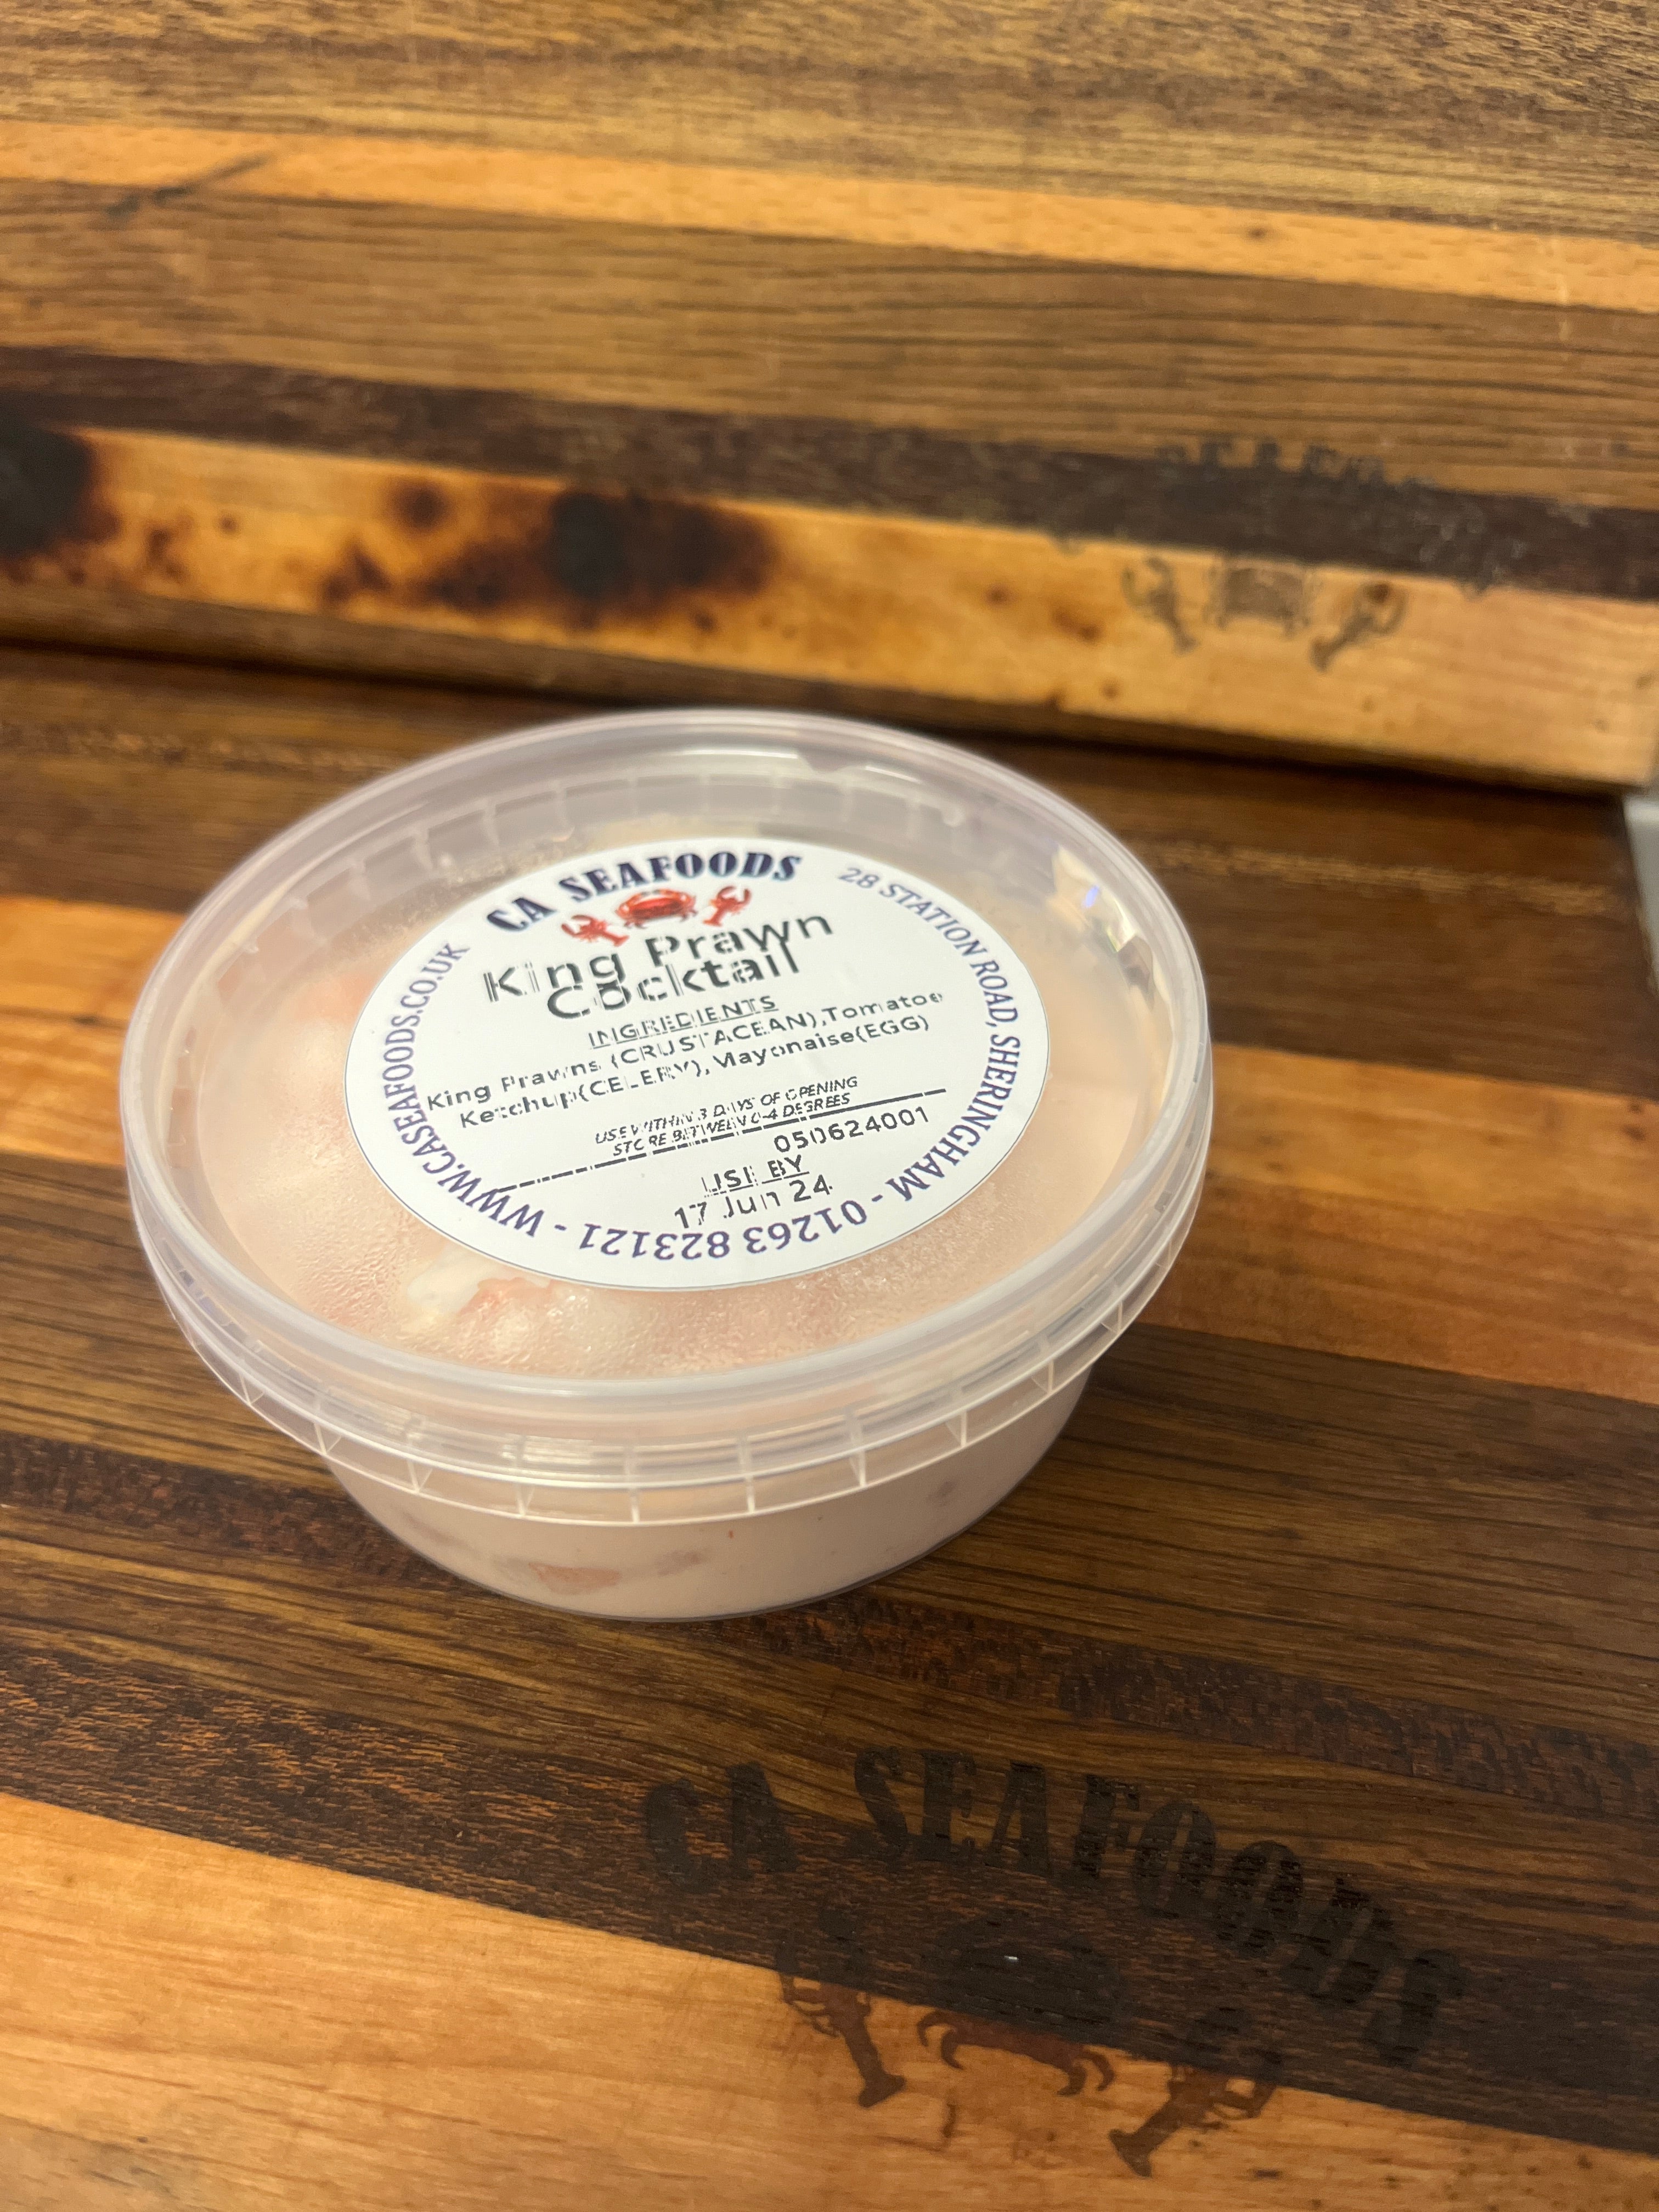 CA SEAFOODS
28 STATION ROAD, SHERINGHAM - 01263 823121 - WWW.CASEAFOODS.CO.UK
King Prawn
Cocktail
INGREDIENTS
King Prawns (CRUSTACEAN),Tomatoe
Ketchup(CELERY), Mayonaise(EGG)
USE WITHIN 3 DAYS OF OPENING
STORE BETWEEN 0-4 DEGREES
050624001
USE BY
17 Jun 24
CA SEAFOODS